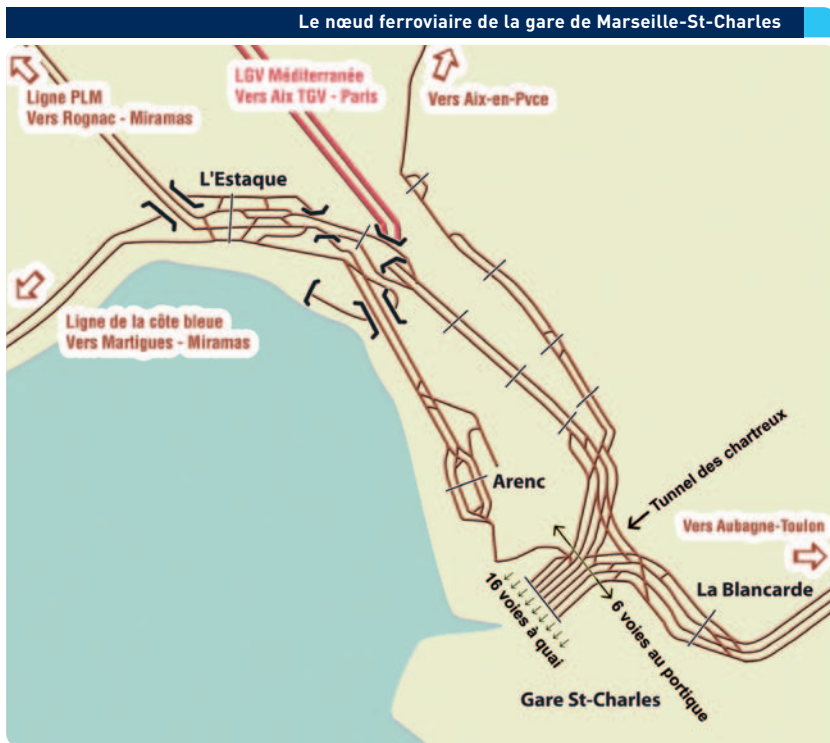 Le nœud ferroviaire de la gare de Marseille-St-Charles
Ligne PLM
Vers Rognac - Miramas
LGV Méditerranée
Vers Aix TGV - Paris
Vers Aix-en-Pvce
L'Estaque
Ligne de la côte bleue
Vers Martigues - Miramas
Arenc
Tunnel des chartreux
Vers Aubagne-Toulon
La Blancarde
16 voies à quai
6 voies au portique
Gare St-Charles